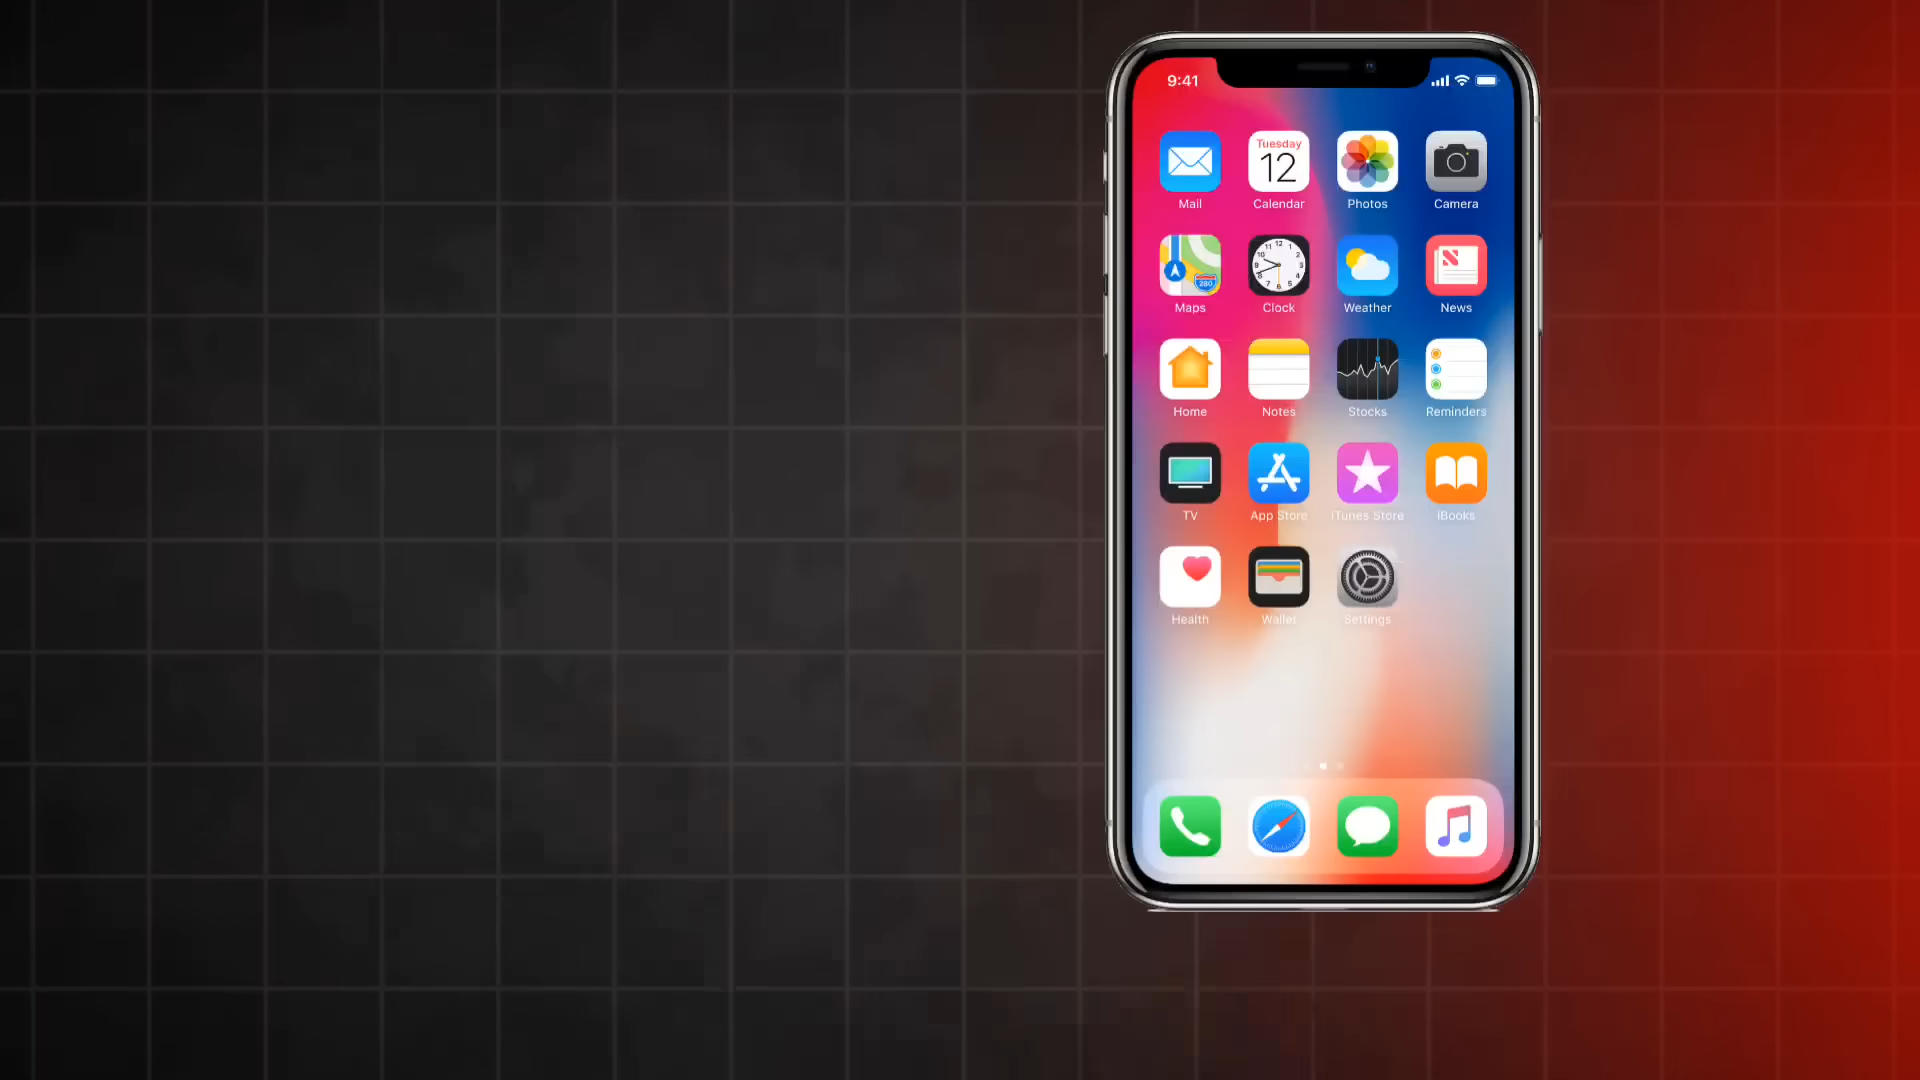 9:41
Tuesday
12
Mail Calendar Photos Camera
280
Maps Clock Weather News
Home Notes Stocks Reminders
TV App Store iTunes Store iBooks
Health Wallet Settings